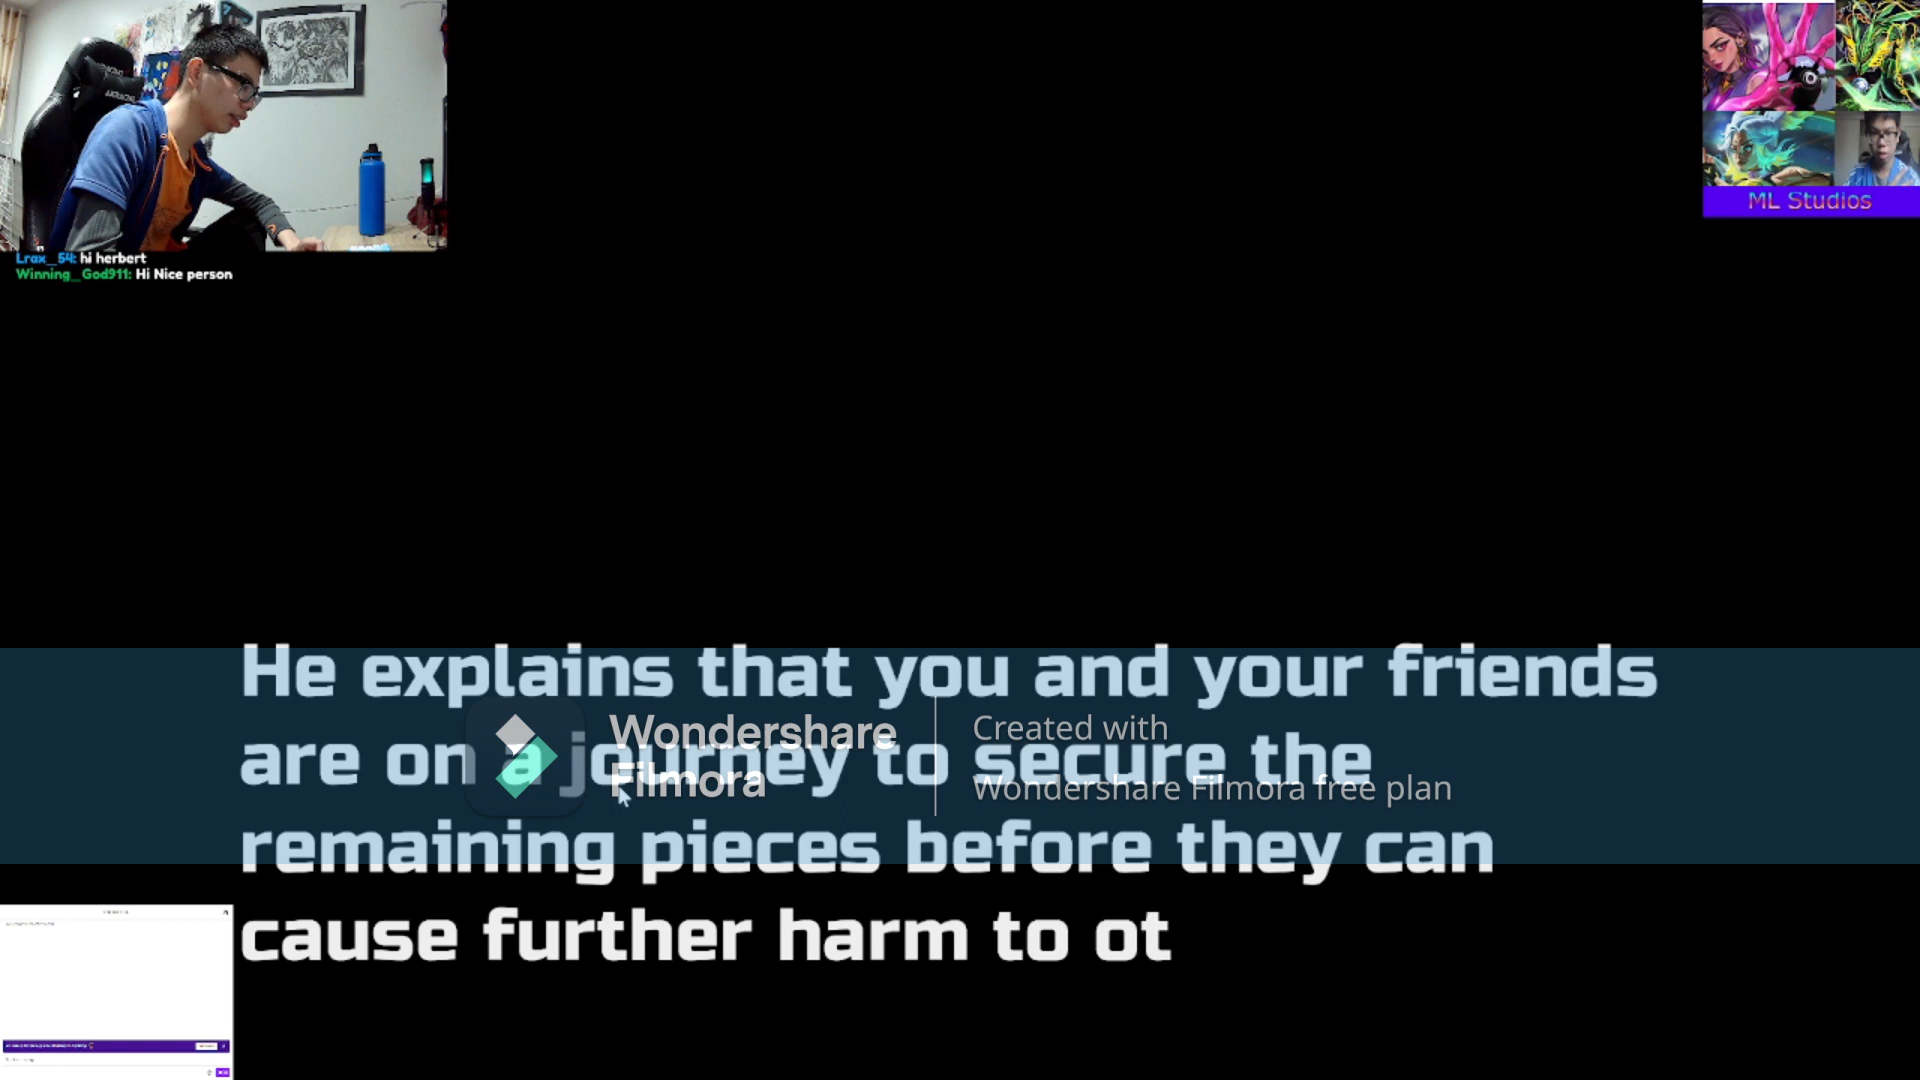 ML Studios
Lrax_54: hi herbert
Winning_God911: Hi Nice person
He explains that you and your friends
are on a journey to secure the
remaining pieces before they can
cause further harm to ot
Wondershare
Filmora
Created with
Wondershare Filmora free plan